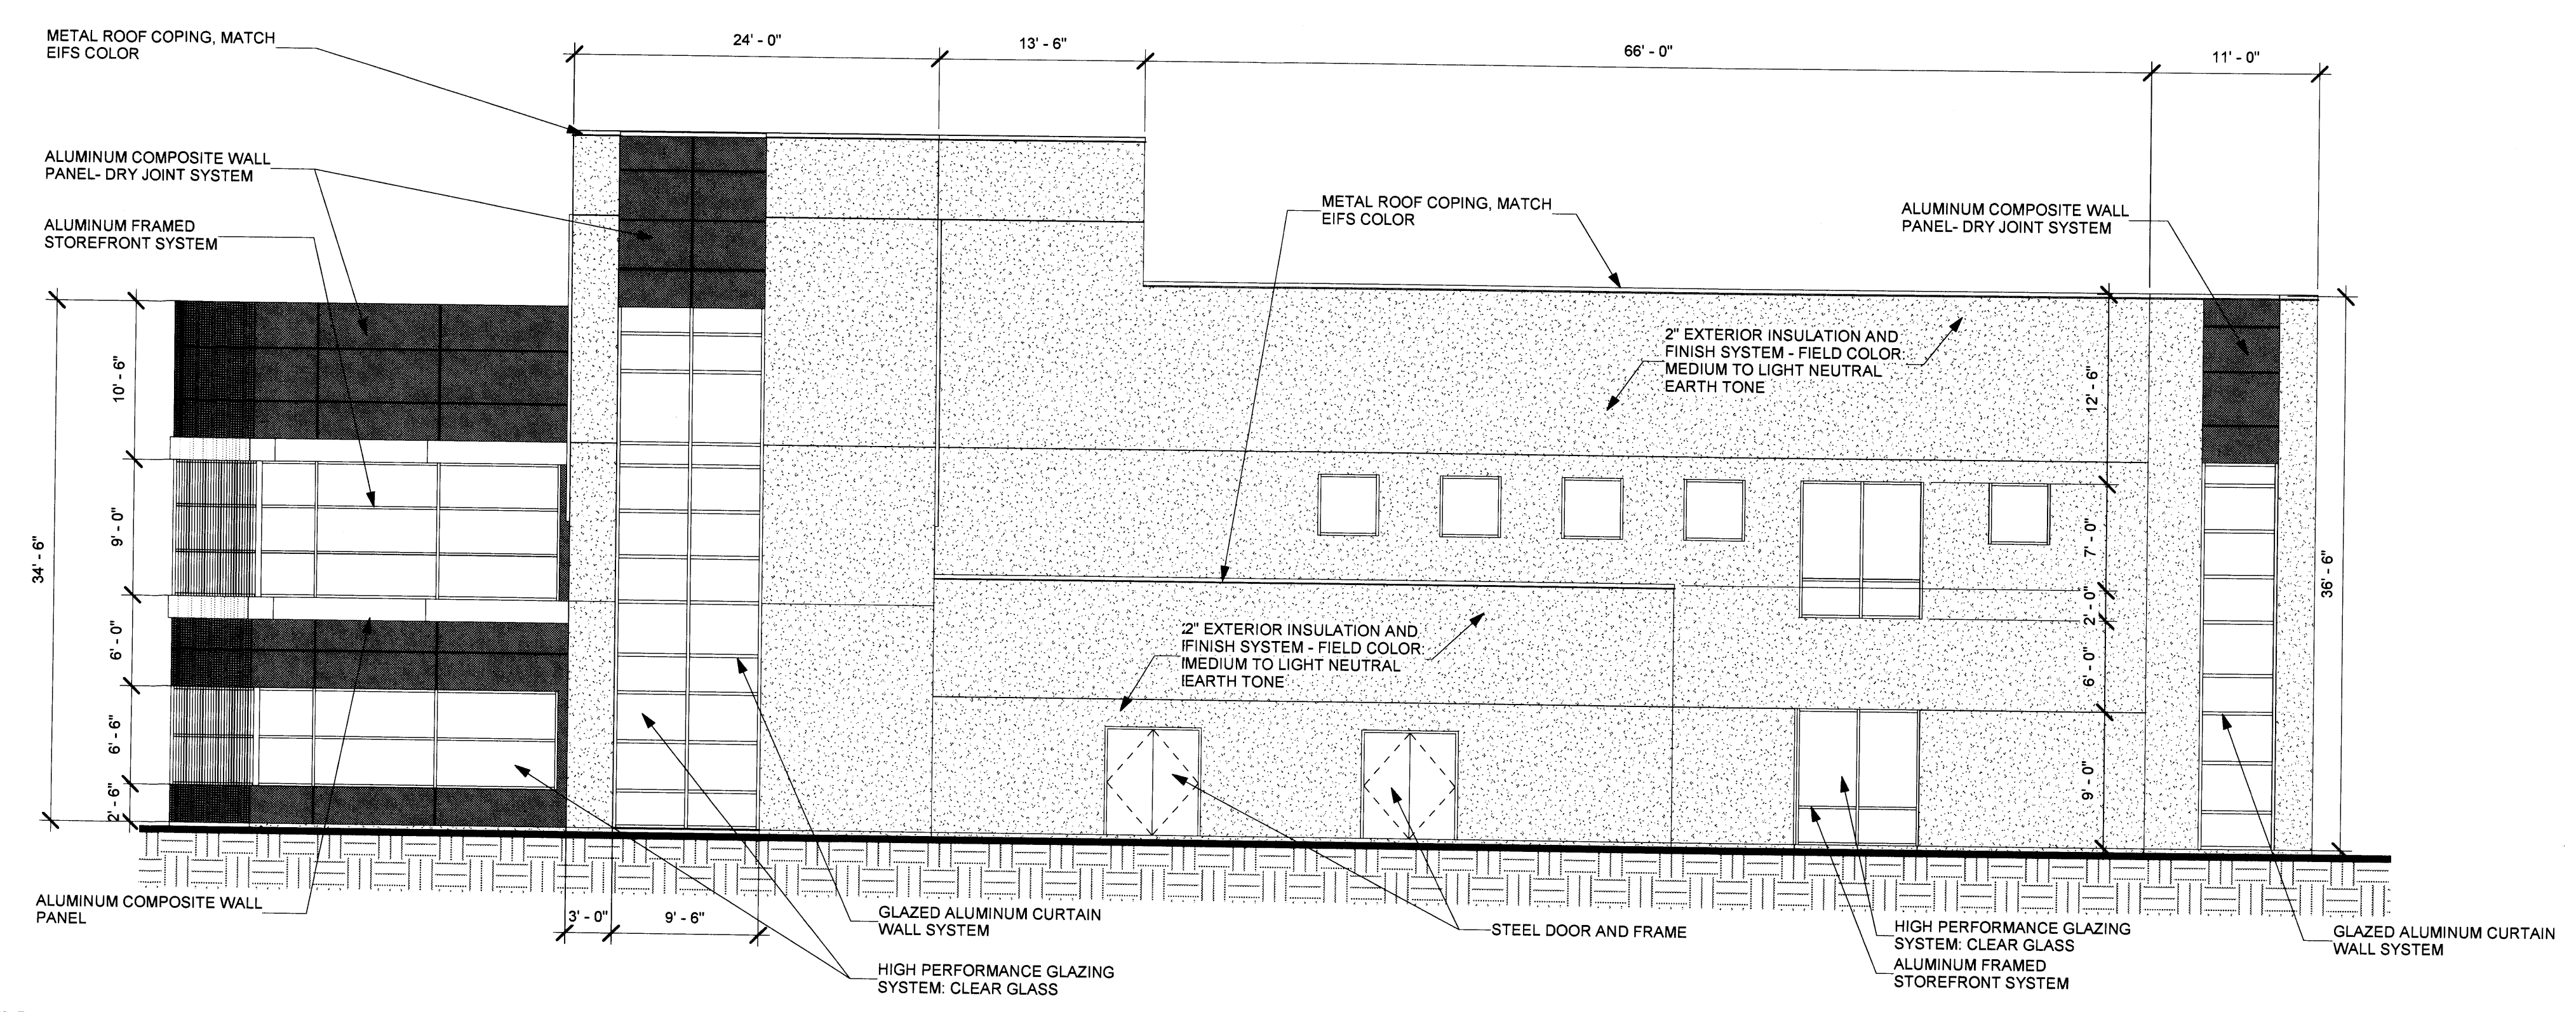 METAL ROOF COPING, MATCH
EIFS COLOR
24' - 0"
13' - 6"
66' - 0"
11' - 0"
ALUMINUM COMPOSITE WALL
PANEL- DRY JOINT SYSTEM
ALUMINUM FRAMED
STOREFRONT SYSTEM
METAL ROOF COPING, MATCH
EIFS COLOR
ALUMINUM COMPOSITE WALL
PANEL- DRY JOINT SYSTEM
2" EXTERIOR INSULATION AND
FINISH SYSTEM - FIELD COLOR:
MEDIUM TO LIGHT NEUTRAL
EARTH TONE
34' - 6"
10' - 6"
9' - 0"
6' - 0"
6' - 6"
2' - 6"
12' - 6"
7' - 0"
2' - 0"
6' - 0"
9' - 0"
36' - 6"
2" EXTERIOR INSULATION AND
FINISH SYSTEM - FIELD COLOR:
MEDIUM TO LIGHT NEUTRAL
EARTH TONE
ALUMINUM COMPOSITE WALL
PANEL
3' - 0"
9' - 6"
GLAZED ALUMINUM CURTAIN
WALL SYSTEM
HIGH PERFORMANCE GLAZING
SYSTEM: CLEAR GLASS
STEEL DOOR AND FRAME
HIGH PERFORMANCE GLAZING
SYSTEM: CLEAR GLASS
ALUMINUM FRAMED
STOREFRONT SYSTEM
GLAZED ALUMINUM CURTAIN
WALL SYSTEM